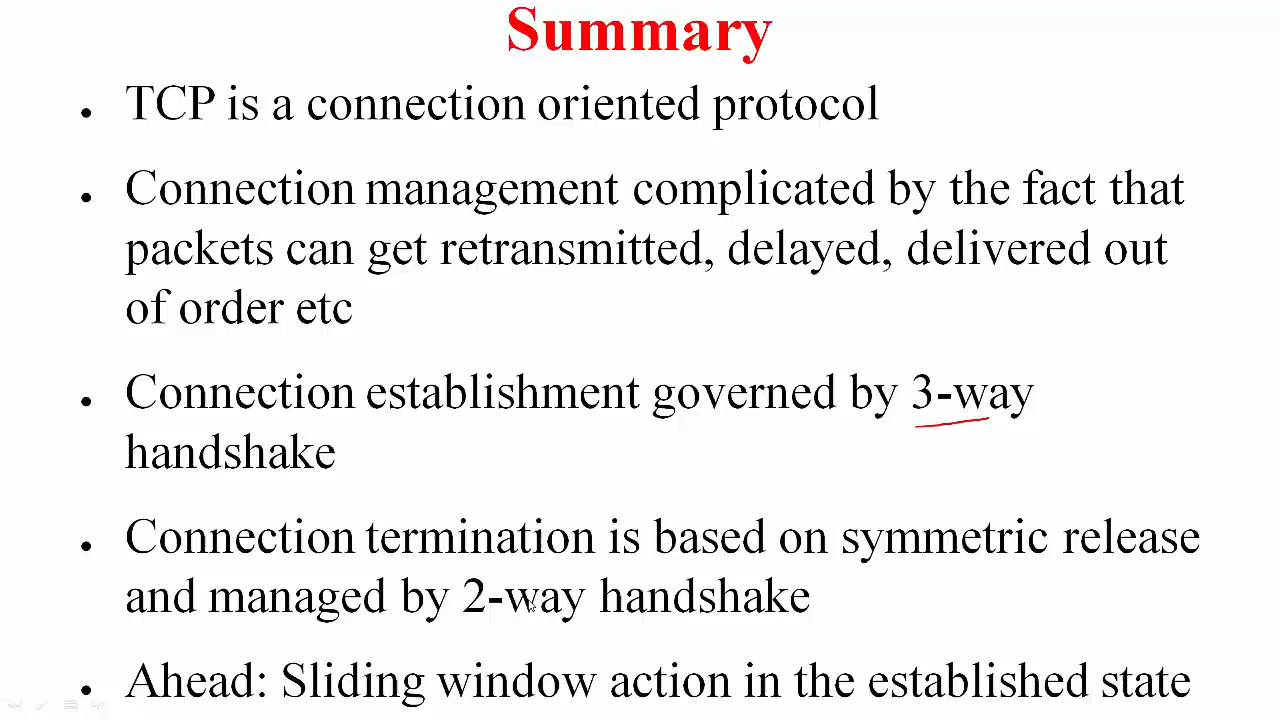 Summary
• TCP is a connection oriented protocol
• Connection management complicated by the fact that
packets can get retransmitted, delayed, delivered out
of order etc
• Connection establishment governed by 3-way
handshake
• Connection termination is based on symmetric release
and managed by 2-way handshake
• Ahead: Sliding window action in the established state